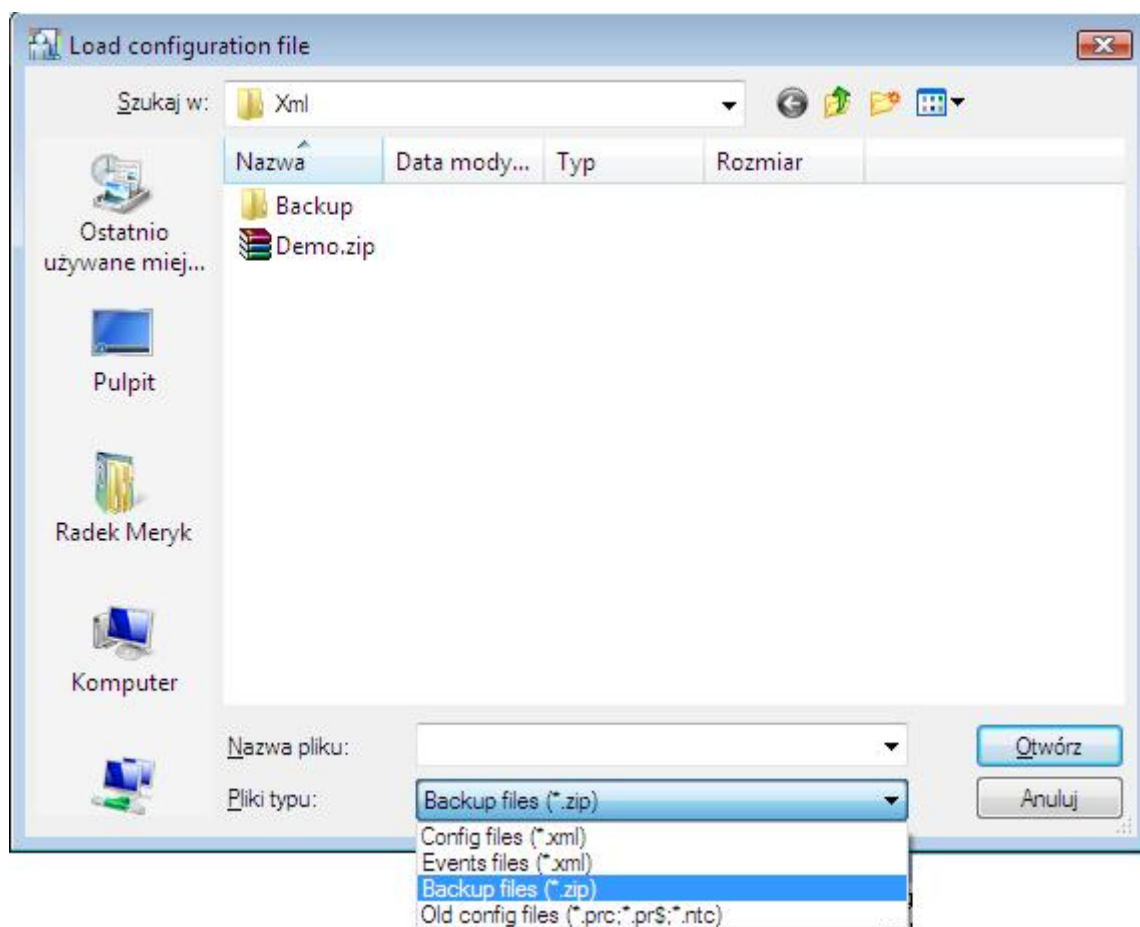 Load configuration file
Szukaj w: Xml
Nazwa Data mody... Typ Rozmiar
Backup
Demo.zip
Ostatnio
używane miej...
Pulpit
Radek Meryk
Komputer
Nazwa pliku: Otwórz
Pliki typu: Backup files (*.zip) Anuluj
Config files (*.xml)
Events files (*.xml)
Backup files (*.zip)
Old config files (*.prc;*.pr$;*.ntc)